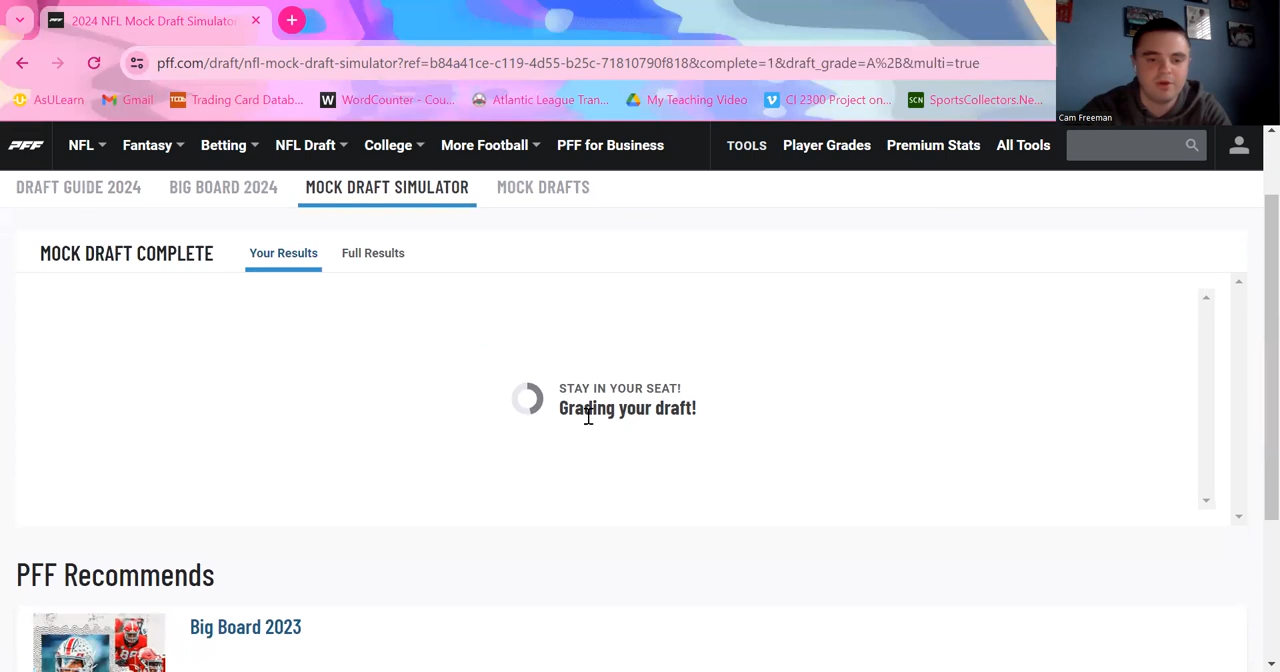 2024 NFL Mock Draft Simulato
pff.com/draft/nfl-mock-draft-simulator?ref=b84a41ce-c119-4d55-b25c-71810790f818&complete=1&draft_grade=A%2B&multi=true
AsULearn Gmail Trading Card Datab... WordCounter - Cou... Atlantic League Tran... My Teaching Video CI 2300 Project on... SportsCollectors.Ne...
Cam Freeman
PFF NFL Fantasy Betting NFL Draft College More Football PFF for Business TOOLS Player Grades Premium Stats All Tools
DRAFT GUIDE 2024 BIG BOARD 2024 MOCK DRAFT SIMULATOR MOCK DRAFTS
MOCK DRAFT COMPLETE Your Results Full Results
STAY IN YOUR SEAT!
Grading your draft!
PFF Recommends
Big Board 2023